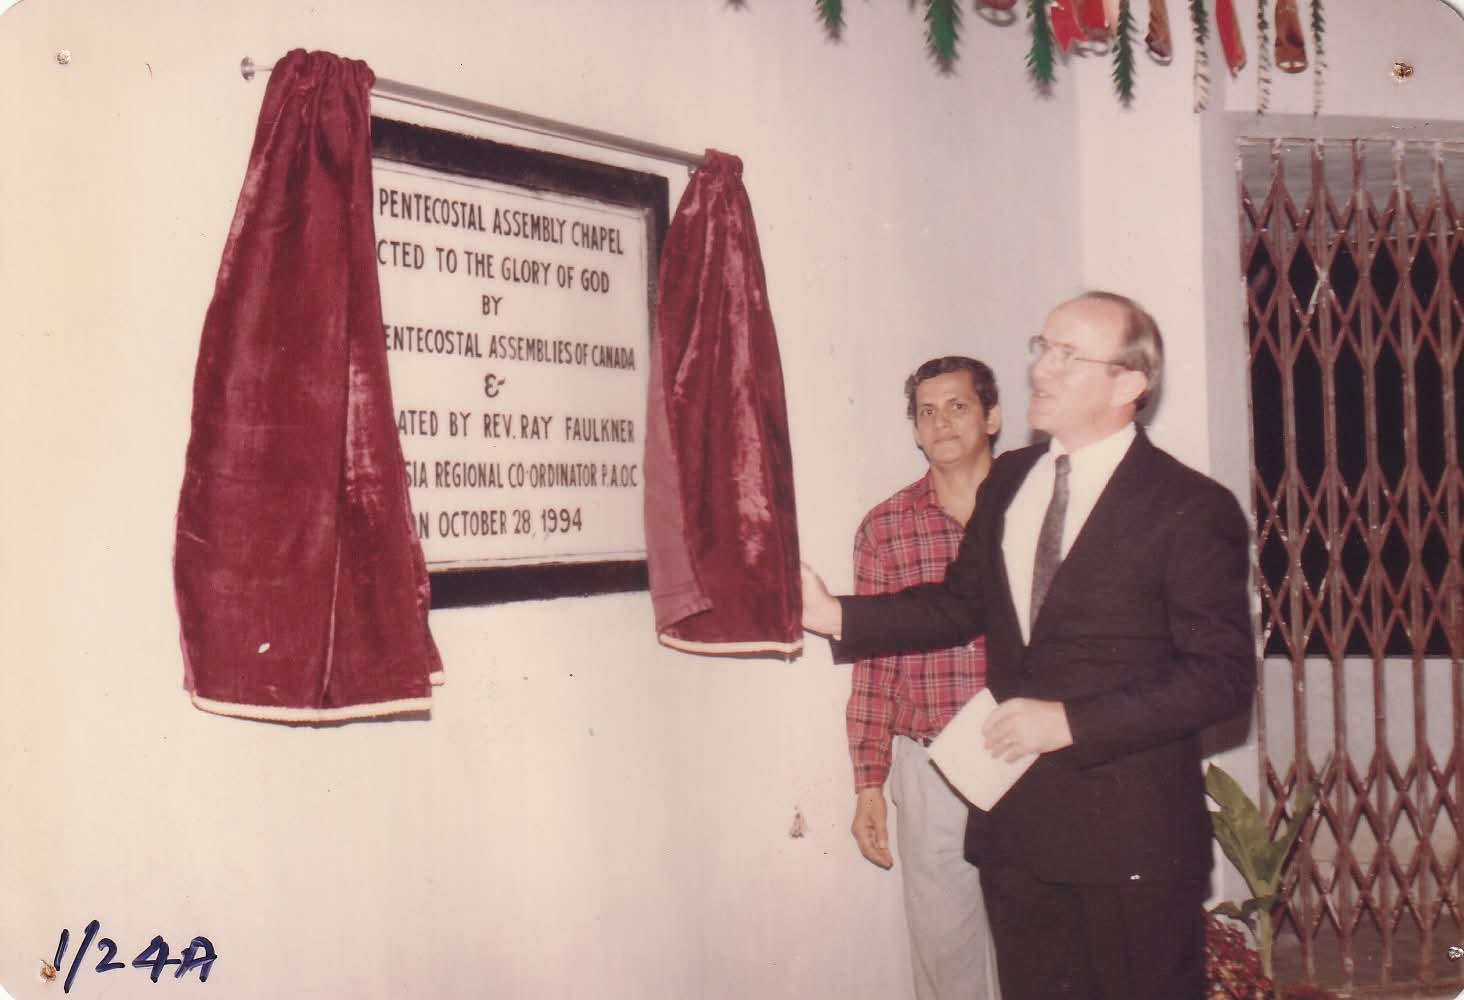 PENTECOSTAL ASSEMBLY CHAPEL
CTED TO THE GLORY OF GOD
BY
ENTECOSTAL ASSEMBLIES OF CANADA
&
ATED BY REV. RAY FAULKNER
SIA REGIONAL CO-ORDINATOR P.A.O.C
N OCTOBER 28, 1994
1/24A